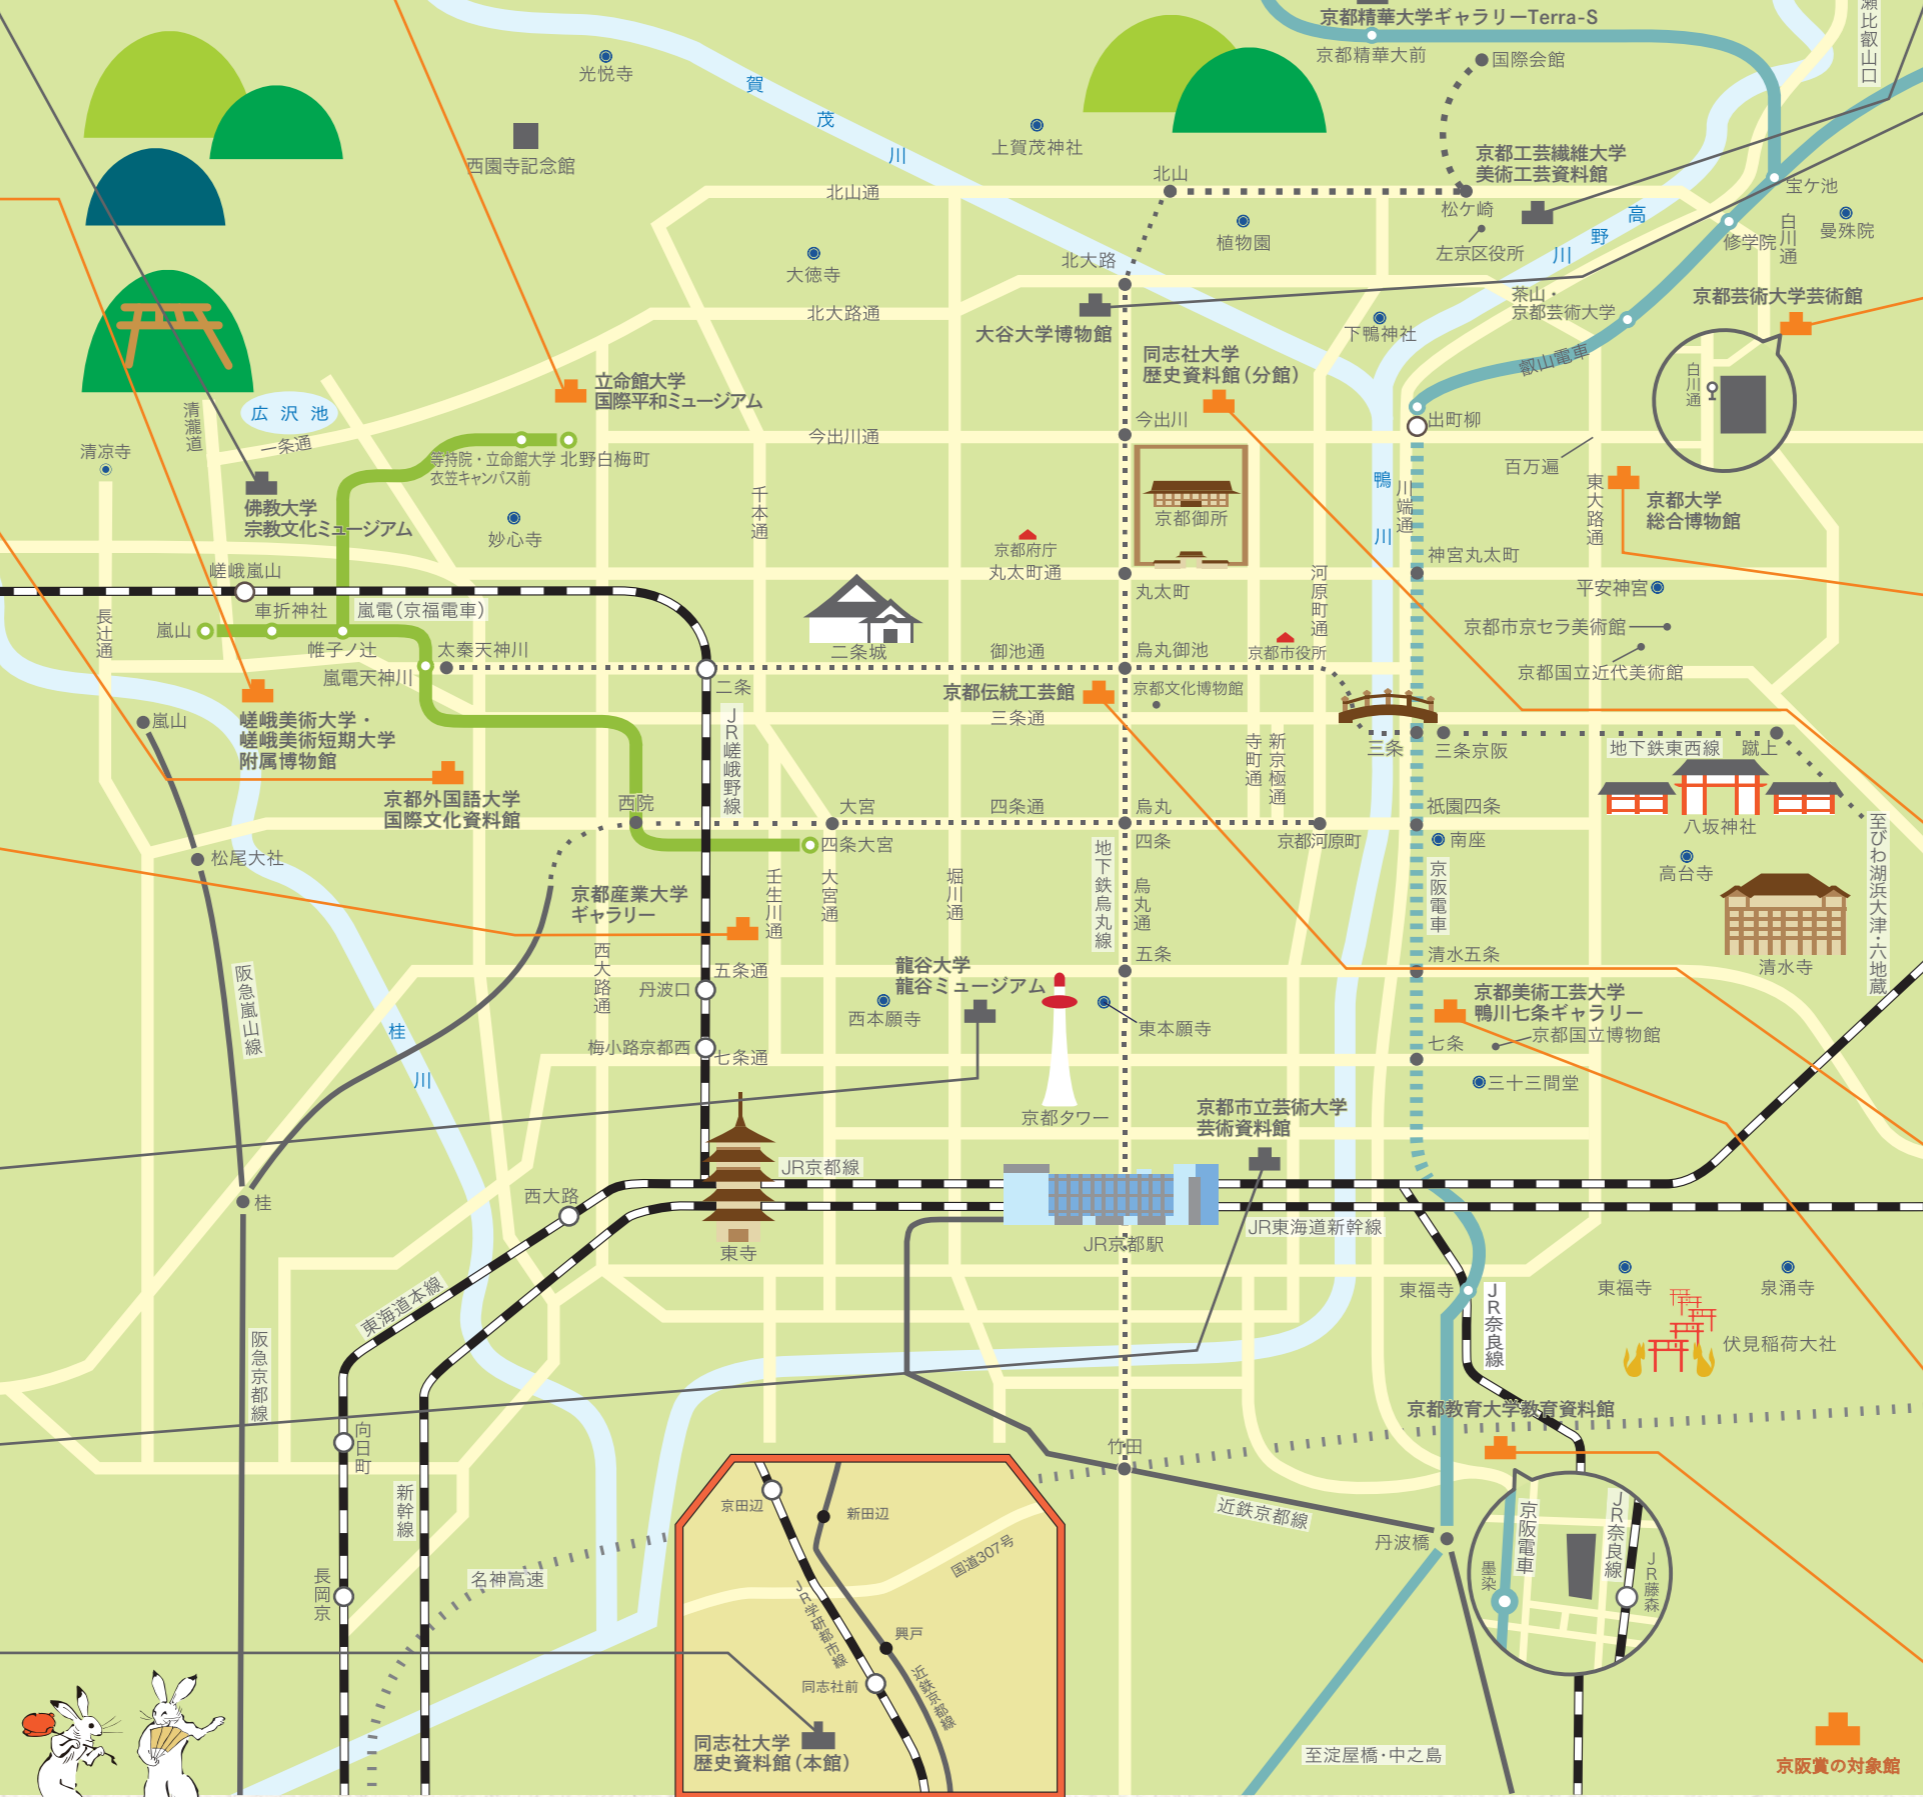 京都精華大学ギャラリーTerra-S
京都精華大前
国際会館
瀬比叡山口
光悦寺
賀茂川
西園寺記念館
上賀茂神社
北山
北山通
京都工芸繊維大学
美術工芸資料館
松ケ崎
左京区役所
高野川
宝ケ池
修学院
白川通
曼殊院
植物園
大徳寺
北大路
北大路通
大谷大学博物館
下鴨神社
茶山・
京都芸術大学
叡山電車
京都芸術大学芸術館
白川通
同志社大学
歴史資料館（分館）
立命館大学
国際平和ミュージアム
広沢池
清瀧道
一条通
清凉寺
等持院・立命館大学
衣笠キャンパス前
北野白梅町
今出川通
今出川
出町柳
百万遍
東大路通
京都大学
総合博物館
佛教大学
宗教文化ミュージアム
妙心寺
千本通
京都御所
鴨川
川端通
京都府庁
丸太町通
丸太町
神宮丸太町
河原町通
平安神宮
京都市京セラ美術館
京都国立近代美術館
嵯峨嵐山
車折神社
嵐電（京福電車）
長辻通
嵐山
帷子ノ辻
太秦天神川
嵐電天神川
二条城
御池通
烏丸御池
京都市役所
二条
京都伝統工芸館
京都文化博物館
三条通
嵐山
嵯峨美術大学・
嵯峨美術短期大学
附属博物館
JR嵯峨野線
寺町通
新京極通
三条
三条京阪
地下鉄東西線
蹴上
京都外国語大学
国際文化資料館
西院
大宮
四条通
烏丸
四条
京都河原町
祇園四条
南座
八坂神社
高台寺
至びわ湖浜大津・六地蔵
松尾大社
四条大宮
京都産業大学
ギャラリー
壬生川通
大宮通
堀川通
地下鉄烏丸線
烏丸通
京阪電車
清水寺
西大路通
五条通
丹波口
五条
清水五条
阪急嵐山線
龍谷大学
龍谷ミュージアム
西本願寺
東本願寺
京都美術工芸大学
鴨川七条ギャラリー
京都国立博物館
七条
三十三間堂
桂川
梅小路京都西
七条通
京都タワー
京都市立芸術大学
芸術資料館
JR京都線
桂
西大路
東寺
JR京都駅
JR東海道新幹線
東海道本線
阪急京都線
東福寺
JR奈良線
東福寺
泉涌寺
伏見稲荷大社
京都教育大学教育資料館
向日町
新幹線
竹田
近鉄京都線
丹波橋
京阪電車
墨染
JR奈良線
JR藤森
長岡京
名神高速
京田辺
新田辺
国道307号
JR学研都市線
興戸
近鉄京都線
同志社前
同志社大学
歴史資料館（本館）
至淀屋橋・中之島
京阪賞の対象館